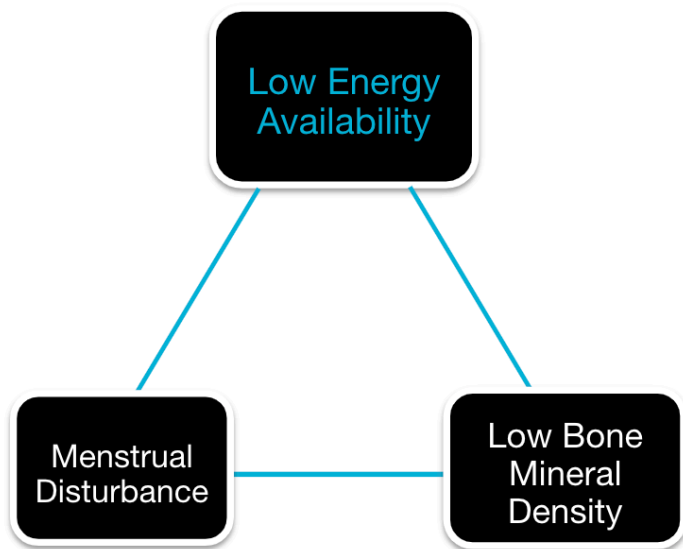 Low Energy
Availability
Menstrual
Disturbance
Low Bone
Mineral
Density